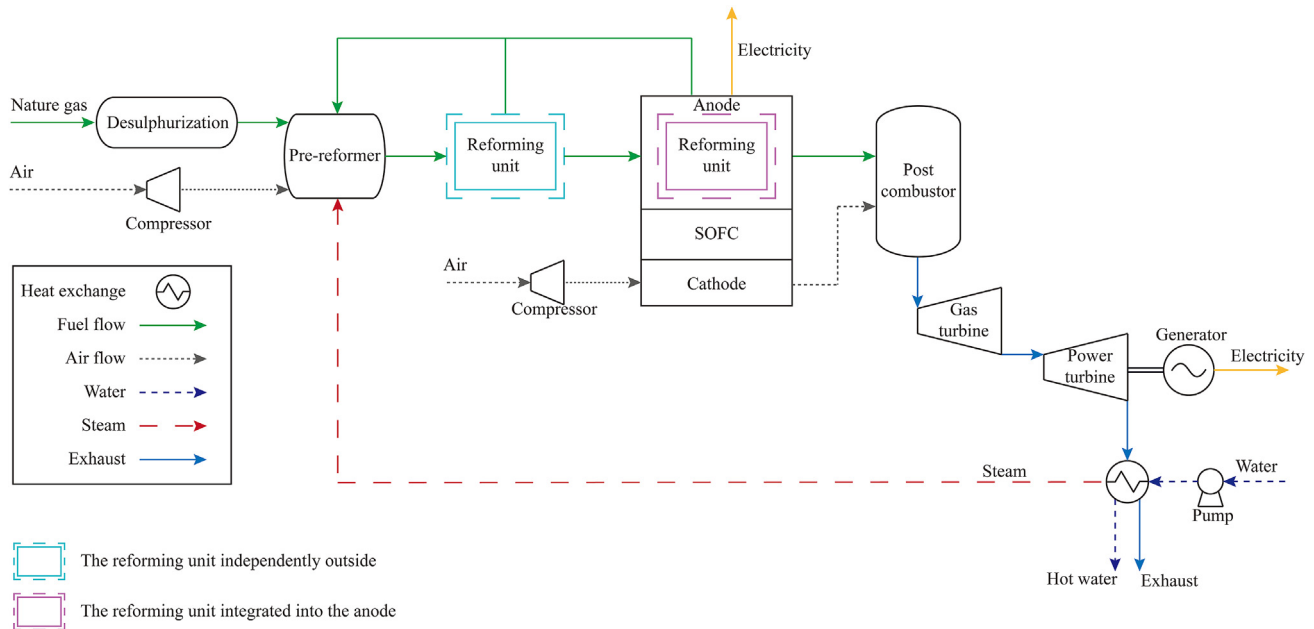 Electricity
Nature gas
Desulphurization
Pre-reformer
Reforming
unit
Anode
Reforming
unit
Post
combustor
Air
Compressor
SOFC
Air
Compressor
Cathode
Gas
turbine
Power
turbine
Generator
Electricity
Heat exchange
Fuel flow
Air flow
Water
Steam
Exhaust
Steam
Water
Pump
Hot water
Exhaust
The reforming unit independently outside
The reforming unit integrated into the anode